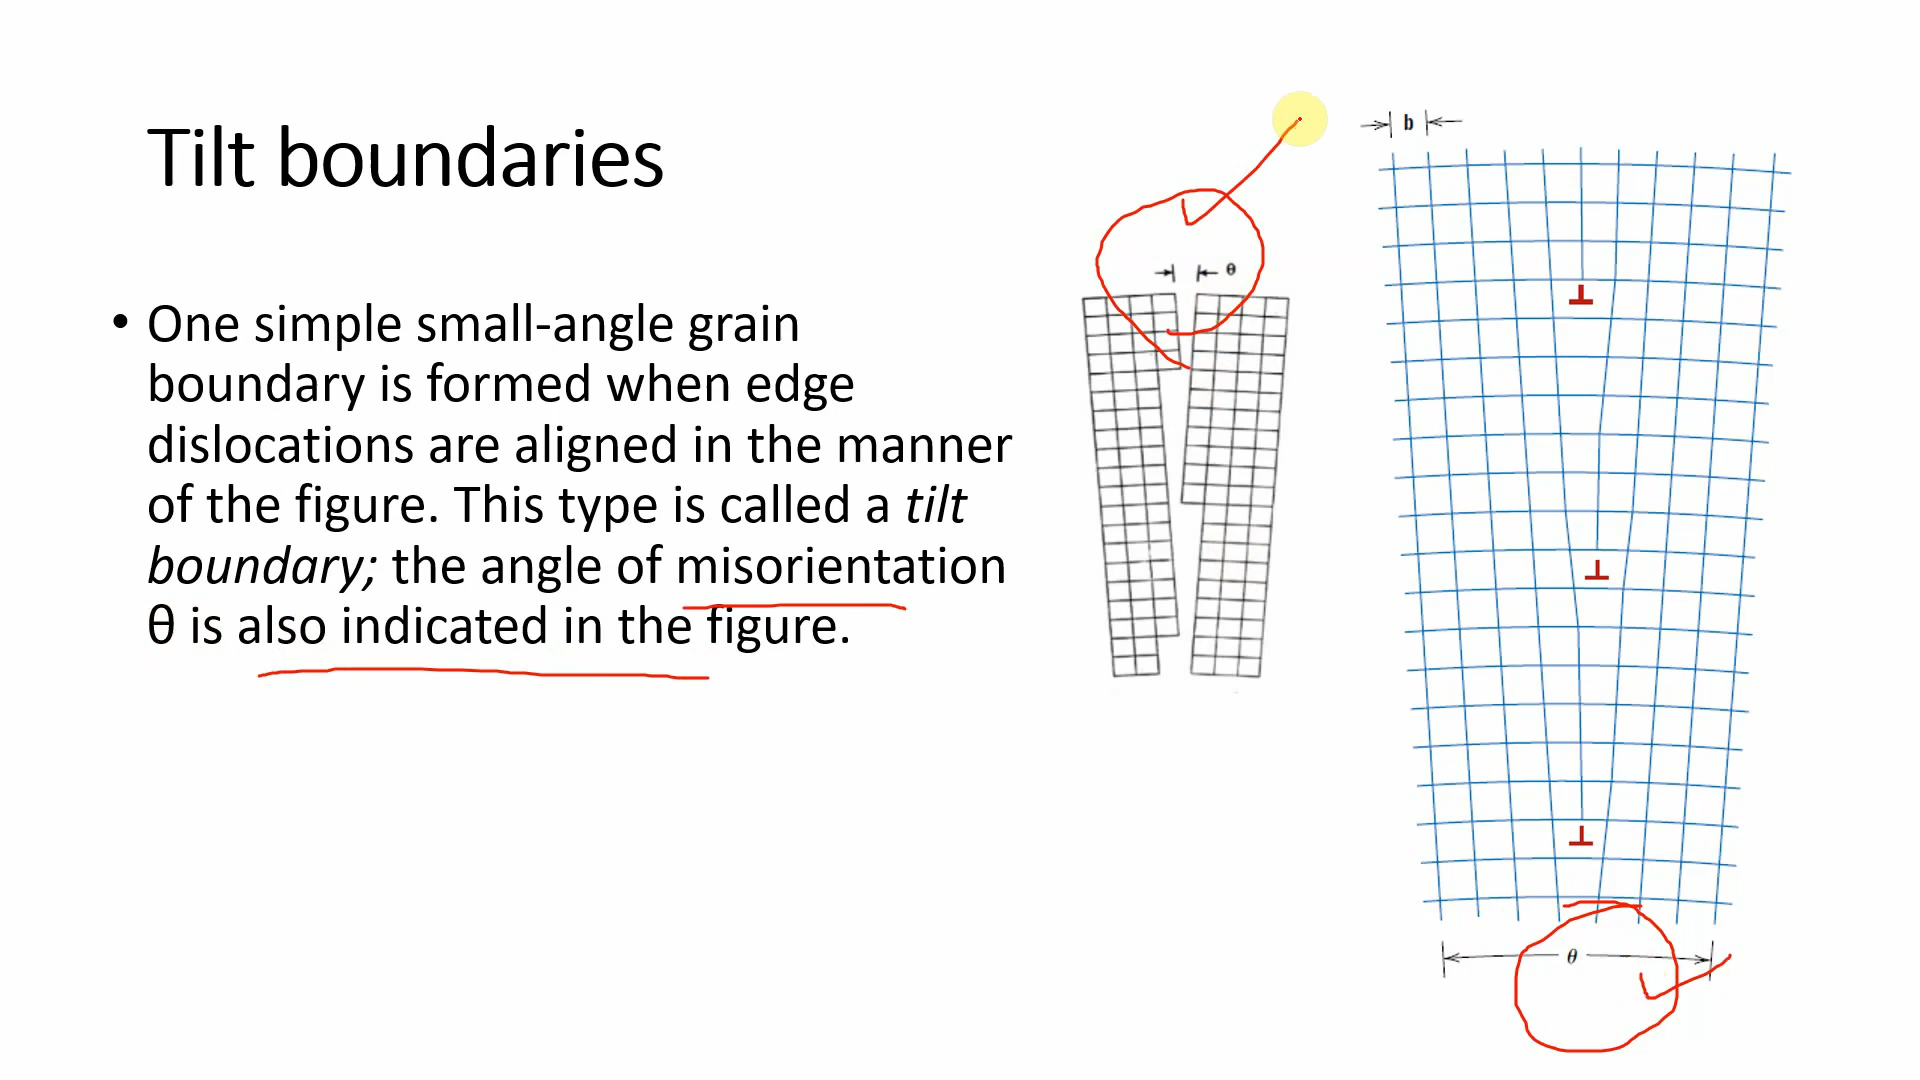 Tilt boundaries
• One simple small-angle grain
boundary is formed when edge
dislocations are aligned in the manner
of the figure. This type is called a tilt
boundary; the angle of misorientation
θ is also indicated in the figure.
θ
b
⊥
⊥
⊥
θ